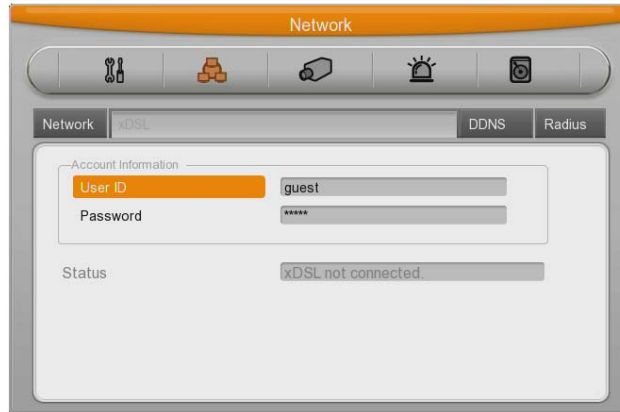 Network
Network xDSL DDNS Radius
Account Information
User ID guest
Password *****
Status xDSL not connected.